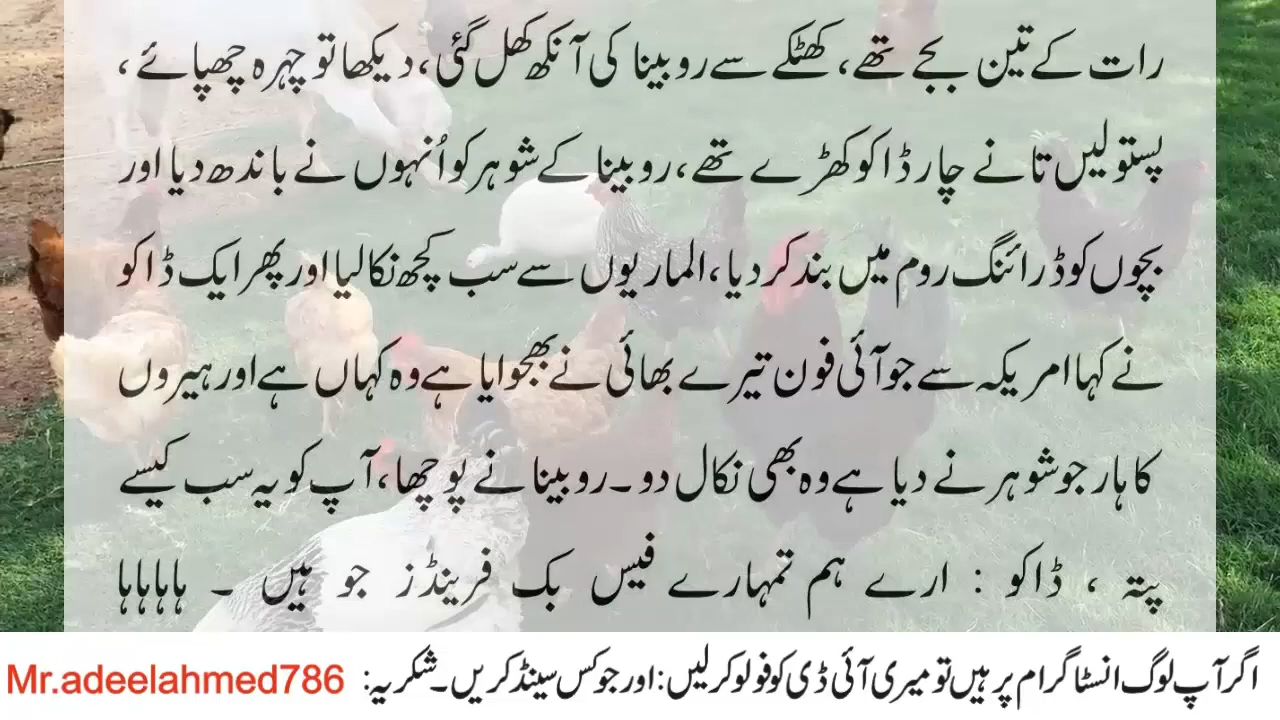 رات کے تین بجے تھے، کھٹکے سے روبینا کی آنکھ کھل گئی، دیکھا تو چہرہ چھپائے،
پستولیں تانے چار ڈاکو کھڑے تھے، روبینا کے شوہر کو اُنہوں نے باندھ دیا اور
بچوں کو ڈرائنگ روم میں بند کر دیا، الماریوں سے سب کچھ نکالیا اور پھر ایک ڈاکو
نے کہا امریکہ سے جو آئی فون تیرے بھائی نے بھجوایا ہے وہ کہاں ہے اور ہیروں
کا ہار جو شوہر نے دیا ہے وہ بھی نکال دو۔ روبینا نے پوچھا، آپ کو یہ سب کیسے
پتہ ، ڈاکو : ارے ہم تمہارے فیس بک فرینڈز جو ہیں ۔ ہاہاہاہا
اگر آپ لوگ انسٹا گرام پر ہیں تو میری آئی ڈی کو فولو کر لیں: اور جوکس سینڈ کریں۔ شکریہ: Mr.adeelahmed786